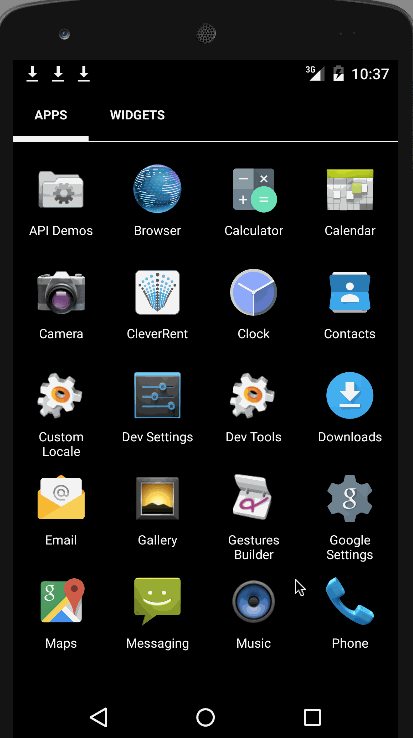 3G 10:37
APPS WIDGETS
API Demos Browser Calculator Calendar
Camera CleverRent Clock Contacts
Custom Locale Dev Settings Dev Tools Downloads
Email Gallery Gestures Builder Google Settings
Maps Messaging Music Phone